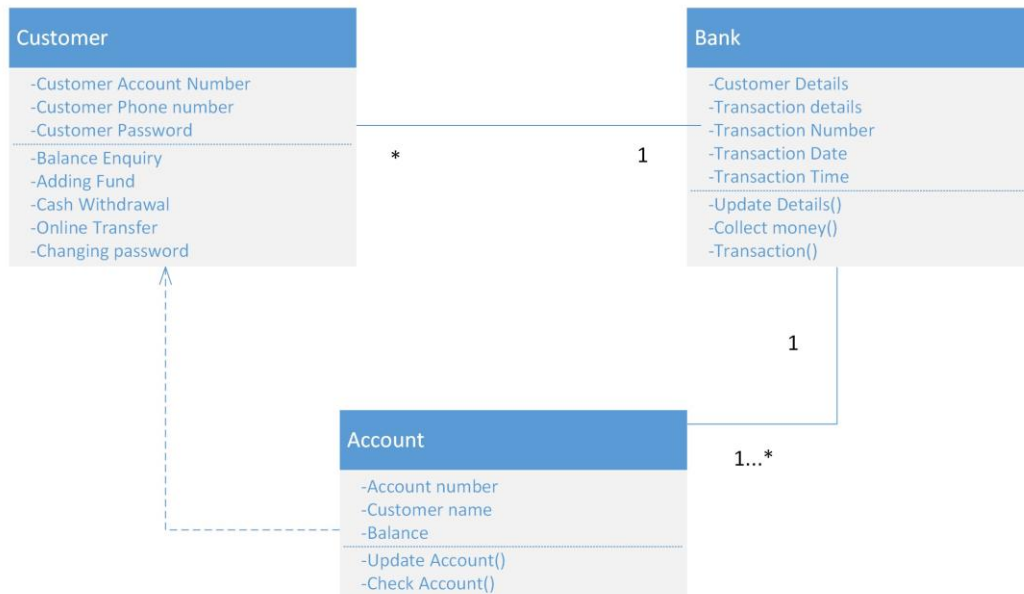 Customer
-Customer Account Number
-Customer Phone number
-Customer Password
-Balance Enquiry
-Adding Fund
-Cash Withdrawal
-Online Transfer
-Changing password
*
1
Bank
-Customer Details
-Transaction details
-Transaction Number
-Transaction Date
-Transaction Time
-Update Details()
-Collect money()
-Transaction()
1
1...*
Account
-Account number
-Customer name
-Balance
-Update Account()
-Check Account()